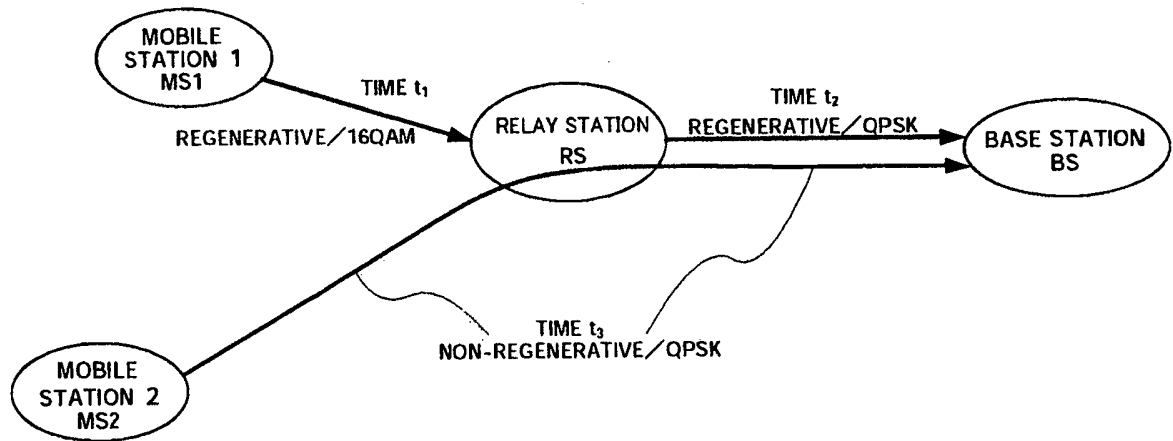 MOBILE
STATION 1
MS1
TIME t₁
REGENERATIVE/16QAM
RELAY STATION
RS
TIME t₂
REGENERATIVE/QPSK
BASE STATION
BS
TIME t₃
NON-REGENERATIVE/QPSK
MOBILE
STATION 2
MS2